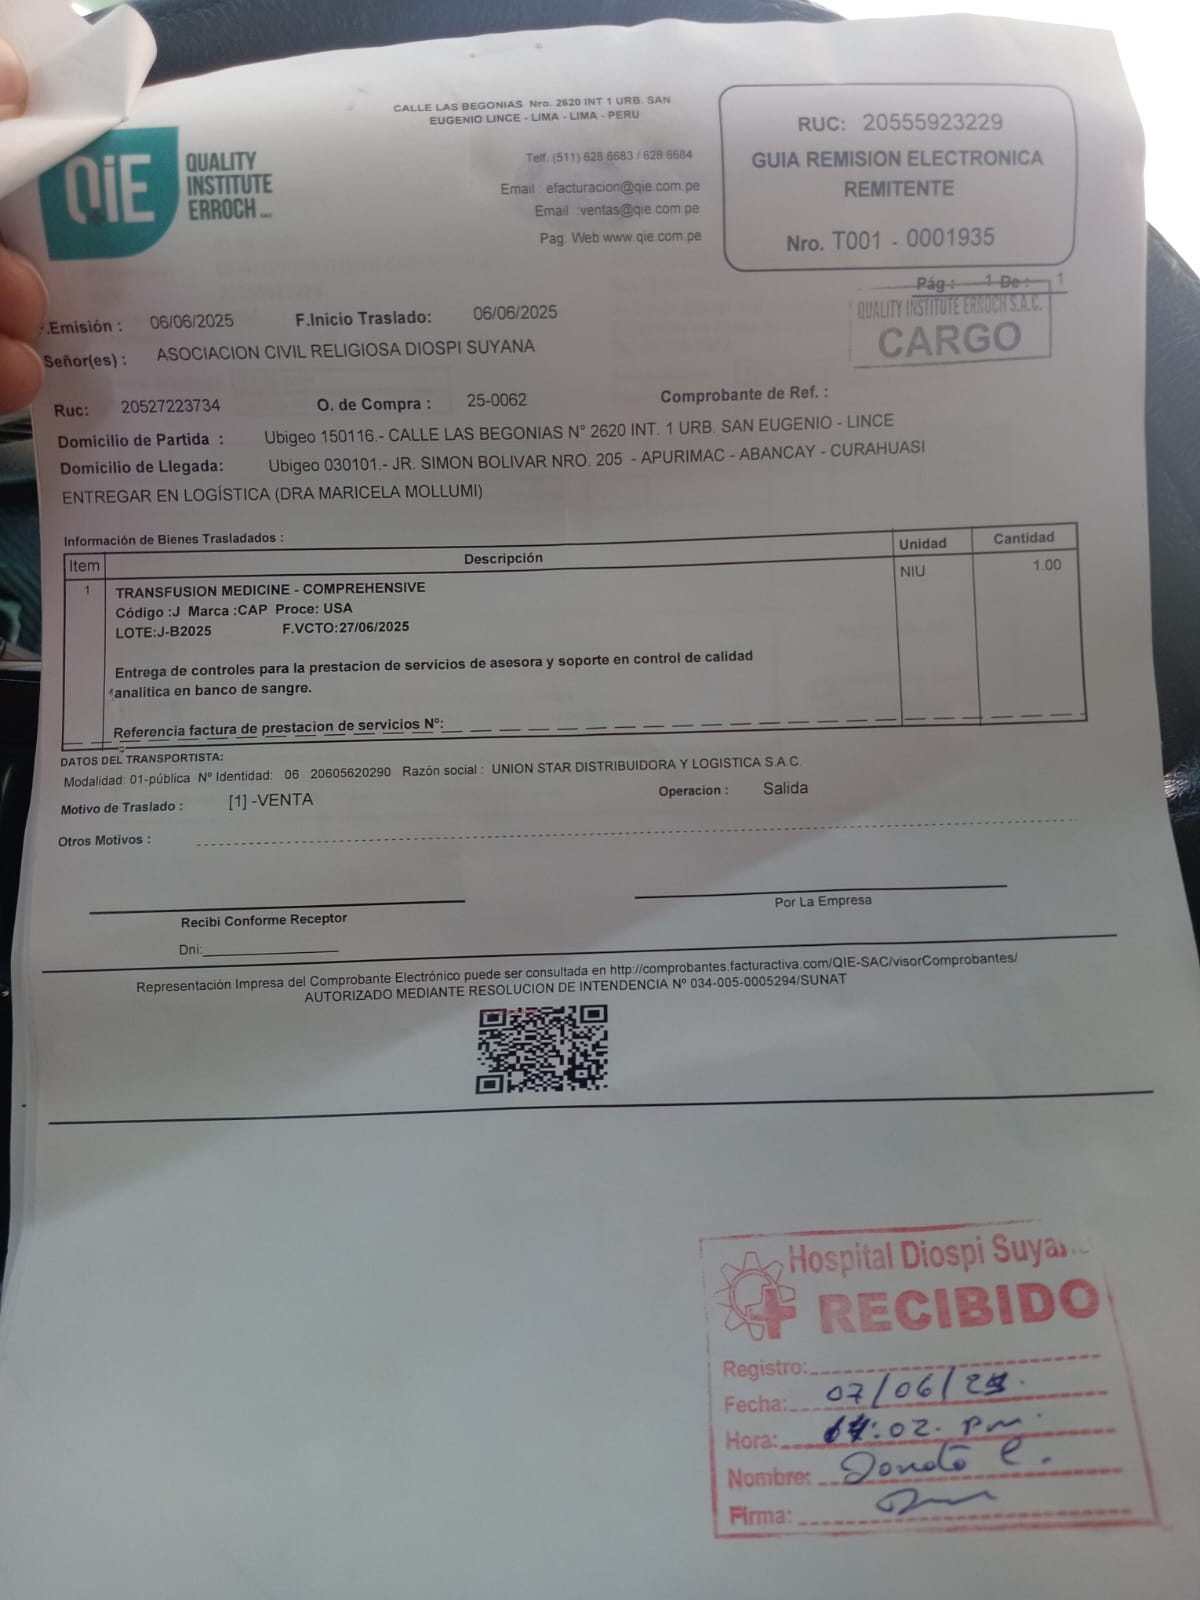 QiE QUALITY
INSTITUTE
ERROCH SAC
CALLE LAS BEGONIAS Nro. 2620 INT 1 URB. SAN
EUGENIO LINCE - LIMA - LIMA - PERU
Telf. (511) 628 6683 / 628 6684
Email : efacturacion@qie.com.pe
Email :ventas@qie.com.pe
Pag. Web www.qie.com.pe
RUC: 20555923229
GUIA REMISION ELECTRONICA
REMITENTE
Nro. T001 - 0001935
Pág : 1 De : 1
QUALITY INSTITUTE ERROCH S.A.C.
CARGO
.Emisión : 06/06/2025 F.Inicio Traslado: 06/06/2025
Señor(es) : ASOCIACION CIVIL RELIGIOSA DIOSPI SUYANA
Ruc: 20527223734 O. de Compra : 25-0062 Comprobante de Ref. :
Domicilio de Partida : Ubigeo 150116.- CALLE LAS BEGONIAS N° 2620 INT. 1 URB. SAN EUGENIO - LINCE
Domicilio de Llegada: Ubigeo 030101.- JR. SIMON BOLIVAR NRO. 205 - APURIMAC - ABANCAY - CURAHUASI
ENTREGAR EN LOGÍSTICA (DRA MARICELA MOLLUMI)
Información de Bienes Trasladados :
Item Descripción Unidad Cantidad
1 TRANSFUSION MEDICINE - COMPREHENSIVE NIU 1.00
Código :J Marca :CAP Proce: USA
LOTE:J-B2025 F.VCTO:27/06/2025
Entrega de controles para la prestacion de servicios de asesora y soporte en control de calidad
analitica en banco de sangre.
Referencia factura de prestacion de servicios N°:
DATOS DEL TRANSPORTISTA:
Modalidad: 01-pública Nº Identidad: 06 20605620290 Razón social : UNION STAR DISTRIBUIDORA Y LOGISTICA S.A.C.
Motivo de Traslado : [1] -VENTA Operacion : Salida
Otros Motivos :
Recibi Conforme Receptor Por La Empresa
Dni:
Representación Impresa del Comprobante Electrónico puede ser consultada en http://comprobantes.facturactiva.com/QIE-SAC/visorComprobantes/
AUTORIZADO MEDIANTE RESOLUCION DE INTENDENCIA Nº 034-005-0005294/SUNAT
Hospital Diospi Suya
RECIBIDO
Registro:
Fecha: 07/06/25.
Hora: :02. pm.
Nombre: Donato C.
Firma: